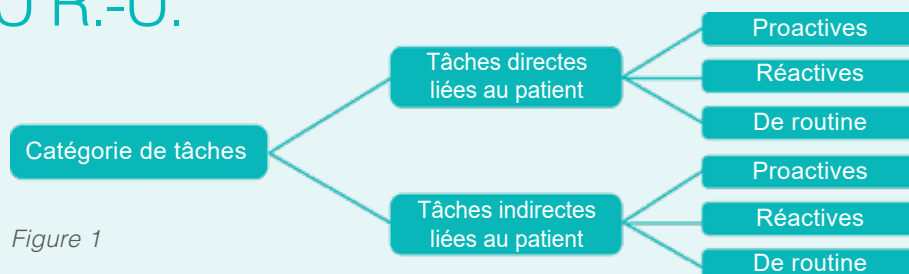 U R.-U.
Proactives
Tâches directes
liées au patient
Réactives
De routine
Catégorie de tâches
Proactives
Tâches indirectes
liées au patient
Réactives
De routine
Figure 1